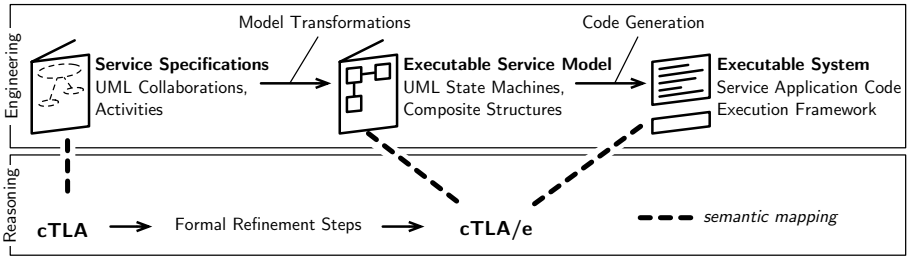 Model Transformations
Code Generation
Engineering
Service Specifications
UML Collaborations,
Activities
Executable Service Model
UML State Machines,
Composite Structures
Executable System
Service Application Code
Execution Framework
Reasoning
cTLA
Formal Refinement Steps
cTLA/e
semantic mapping